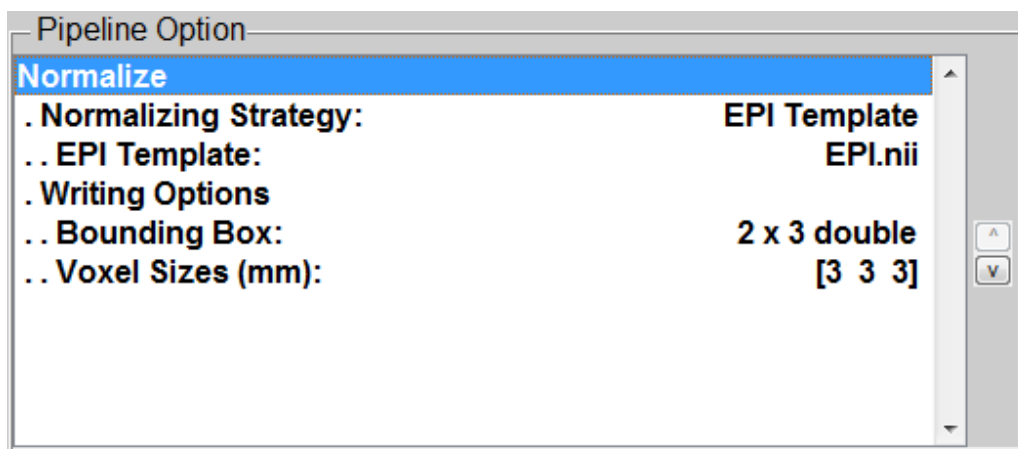 Pipeline Option
Normalize
. Normalizing Strategy: EPI Template
. . EPI Template: EPI.nii
. Writing Options
. . Bounding Box: 2 x 3 double
. . Voxel Sizes (mm): [3 3 3]
^
v